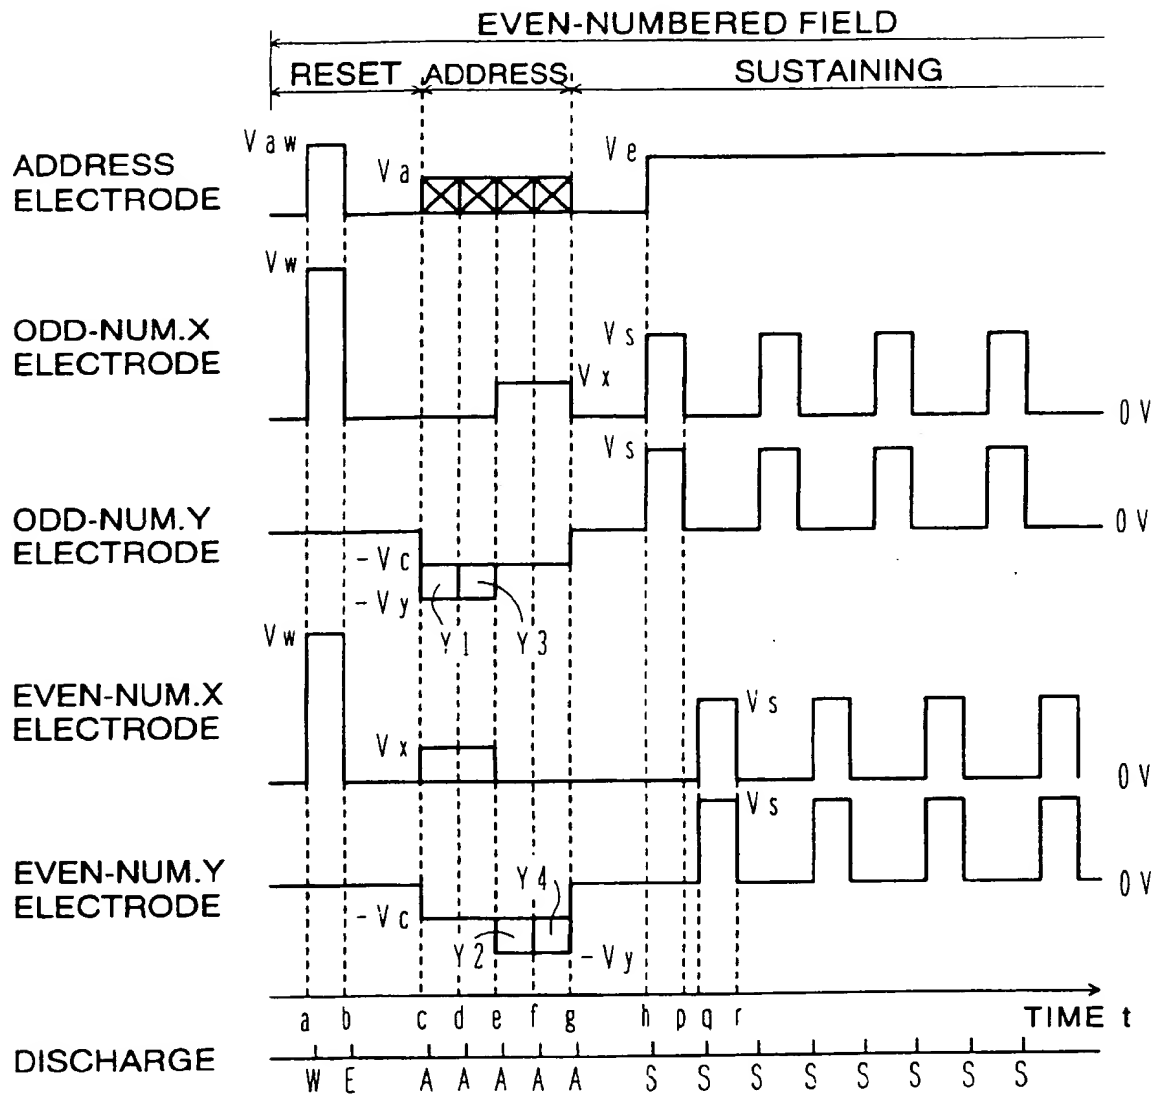 EVEN-NUMBERED FIELD
RESET ADDRESS SUSTAINING
Vaw
Va
Ve
ADDRESS
ELECTRODE
Vw
ODD-NUM.X
ELECTRODE
Vs
Vx
0V
Vs
ODD-NUM.Y
ELECTRODE
0V
-Vc
-Vy
Y1 Y3
Vw
EVEN-NUM.X
ELECTRODE
Vs
Vx
0V
Vs
EVEN-NUM.Y
ELECTRODE
Y4
0V
-Vc
Y2
-Vy
a b c d e f g h p q r TIME t
DISCHARGE
W E A A A A A S S S S S S S S